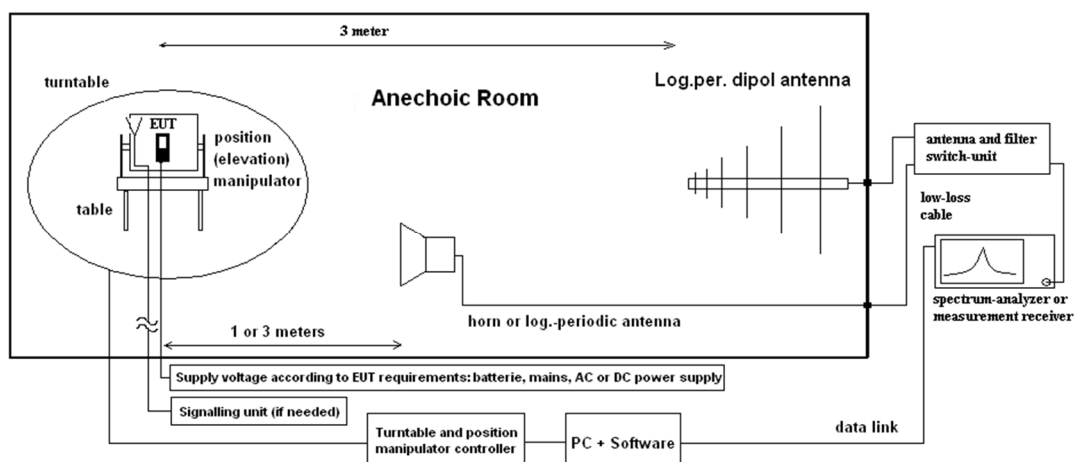 3 meter
turntable
Log.per. dipol antenna
Anechoic Room
EUT
position
(elevation)
manipulator
table
antenna and filter
switch-unit
low-loss
cable
spectrum-analyzer or
measurement receiver
horn or log.-periodic antenna
1 or 3 meters
Supply voltage according to EUT requirements: batterie, mains, AC or DC power supply
Signalling unit (if needed)
Turntable and position
manipulator controller
PC + Software
data link